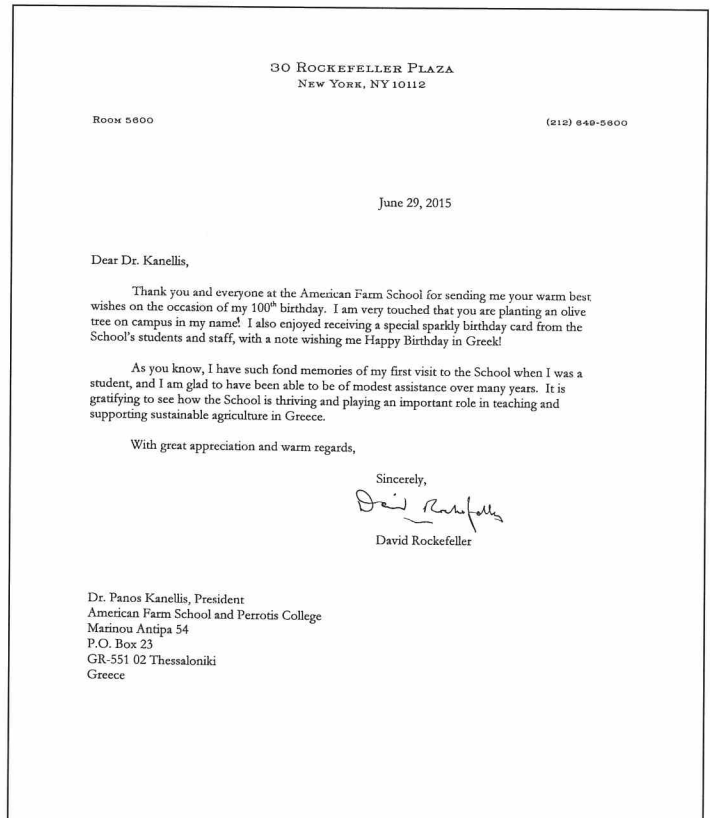 30 Rockefeller Plaza
New York, NY 10112
Room 5600
(212) 649-5600
June 29, 2015
Dear Dr. Kanellis,
Thank you and everyone at the American Farm School for sending me your warm best
wishes on the occasion of my 100th birthday. I am very touched that you are planting an olive
tree on campus in my name! I also enjoyed receiving a special sparkly birthday card from the
School's students and staff, with a note wishing me Happy Birthday in Greek!
As you know, I have such fond memories of my first visit to the School when I was a
student, and I am glad to have been able to be of modest assistance over many years. It is
gratifying to see how the School is thriving and playing an important role in teaching and
supporting sustainable agriculture in Greece.
With great appreciation and warm regards,
Sincerely,
David Rockefeller
David Rockefeller
Dr. Panos Kanellis, President
American Farm School and Perrotis College
Marinou Antipa 54
P.O. Box 23
GR-551 02 Thessaloniki
Greece